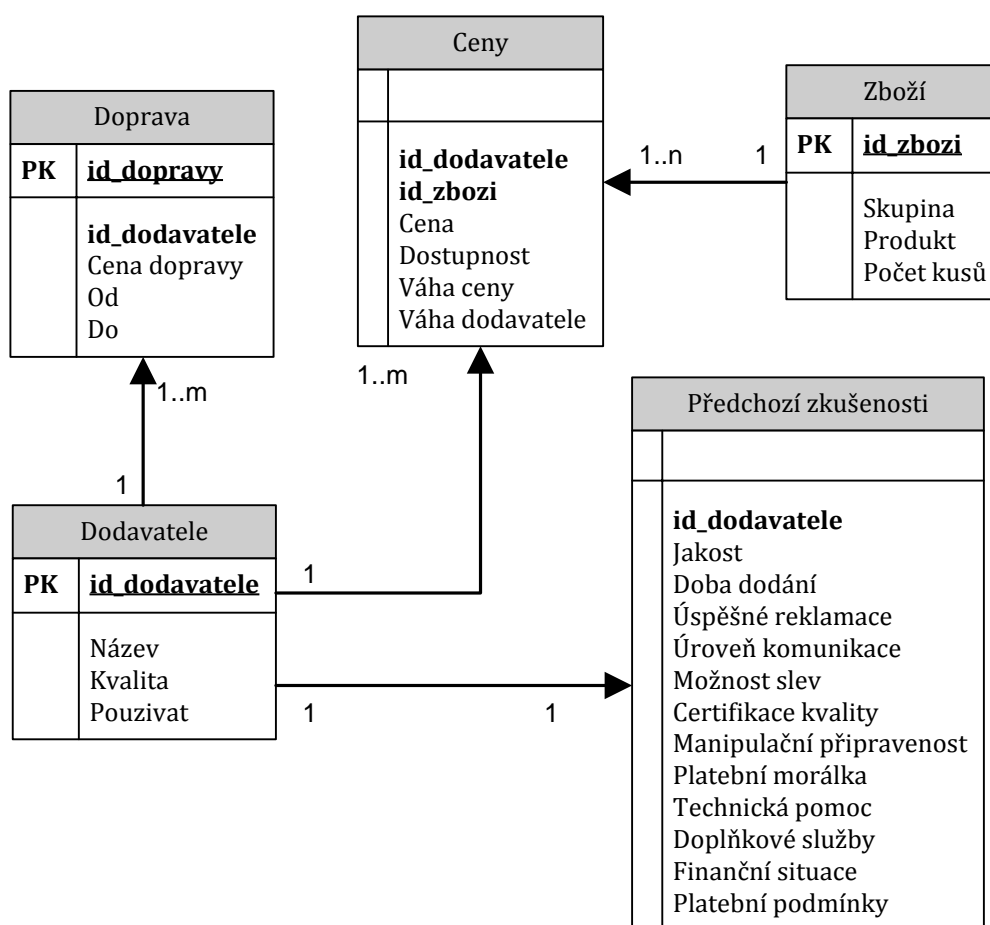 Ceny
id_dodavatele
id_zbozi
Cena
Dostupnost
Váha ceny
Váha dodavatele
Zboží
PK id_zbozi
Skupina
Produkt
Počet kusů
Doprava
PK id_dopravy
id_dodavatele
Cena dopravy
Od
Do
1..n 1
1..m
1..m
1
Dodavatele
PK id_dodavatele
Název
Kvalita
Pouzivat
1
1 1
Předchozí zkušenosti
id_dodavatele
Jakost
Doba dodání
Úspěšné reklamace
Úroveň komunikace
Možnost slev
Certifikace kvality
Manipulační připravenost
Platební morálka
Technická pomoc
Doplňkové služby
Finanční situace
Platební podmínky